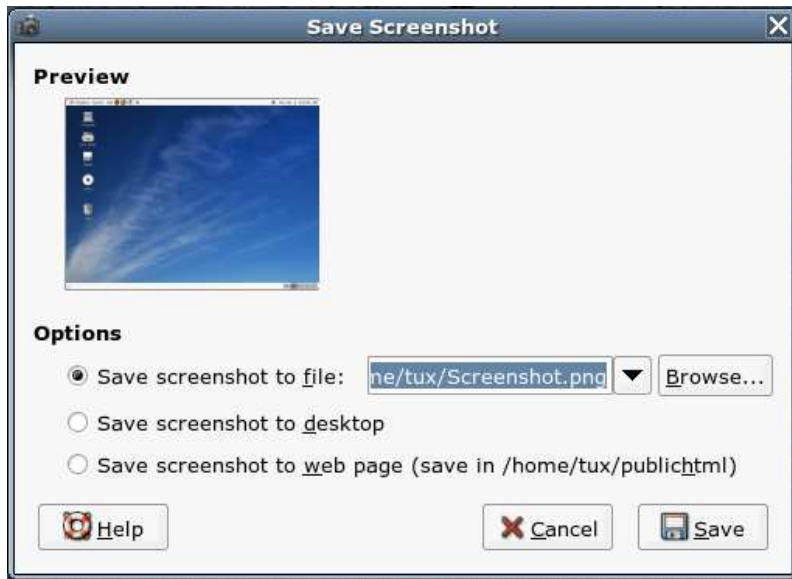 Save Screenshot
Preview
Options
Save screenshot to file: me/tux/Screenshot.png Browse...
Save screenshot to desktop
Save screenshot to web page (save in /home/tux/publichtml)
Help Cancel Save